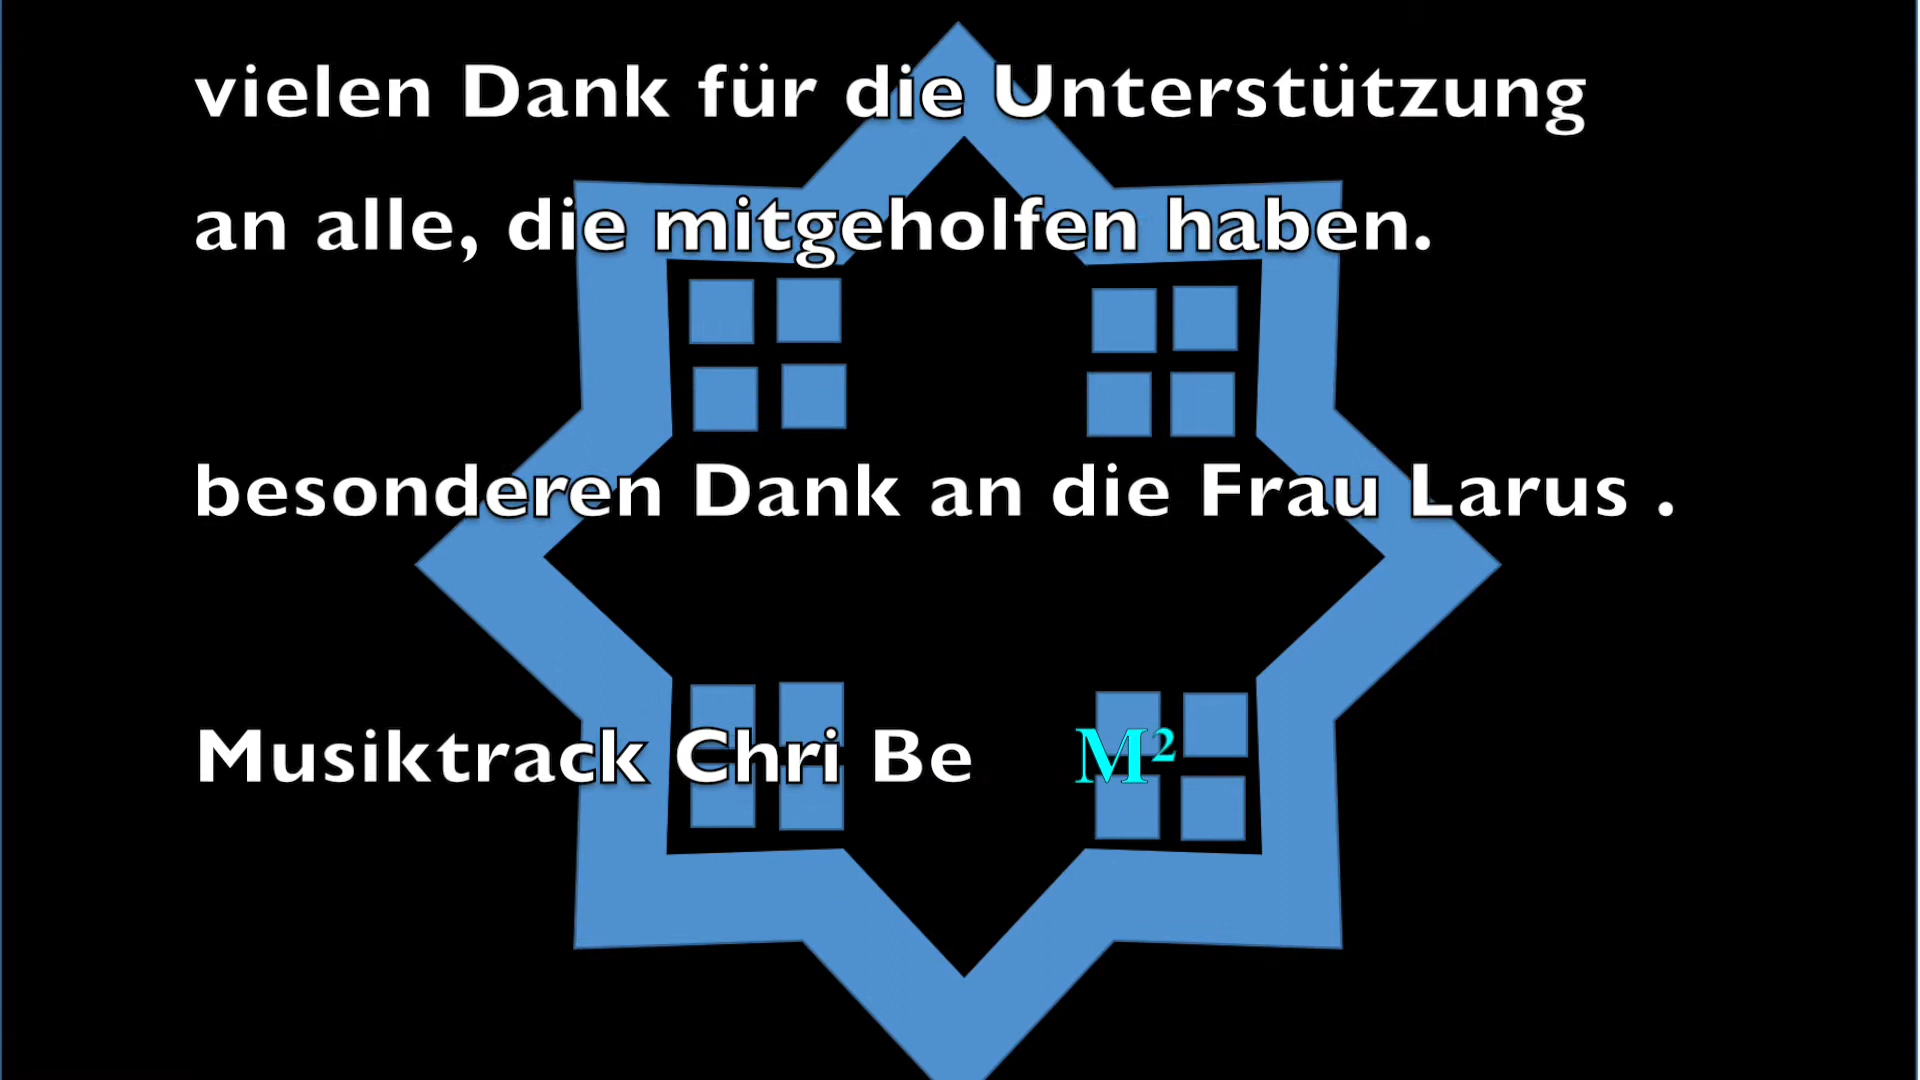 vielen Dank für die Unterstützung
an alle, die mitgeholfen haben.
besonderen Dank an die Frau Larus .
Musiktrack Chri Be M²